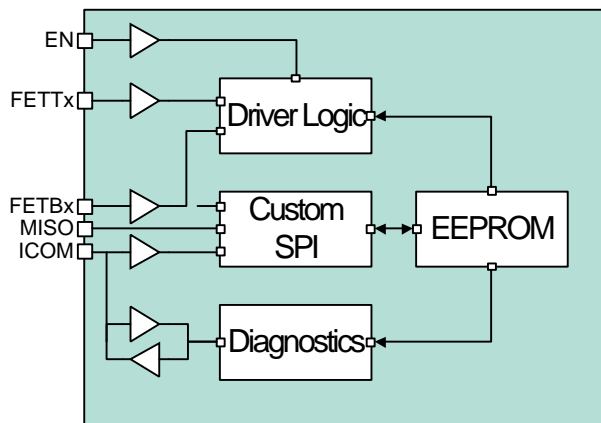 EN
FETTx
Driver Logic
FETBx
MISO
ICOM
Custom
SPI
EEPROM
Diagnostics